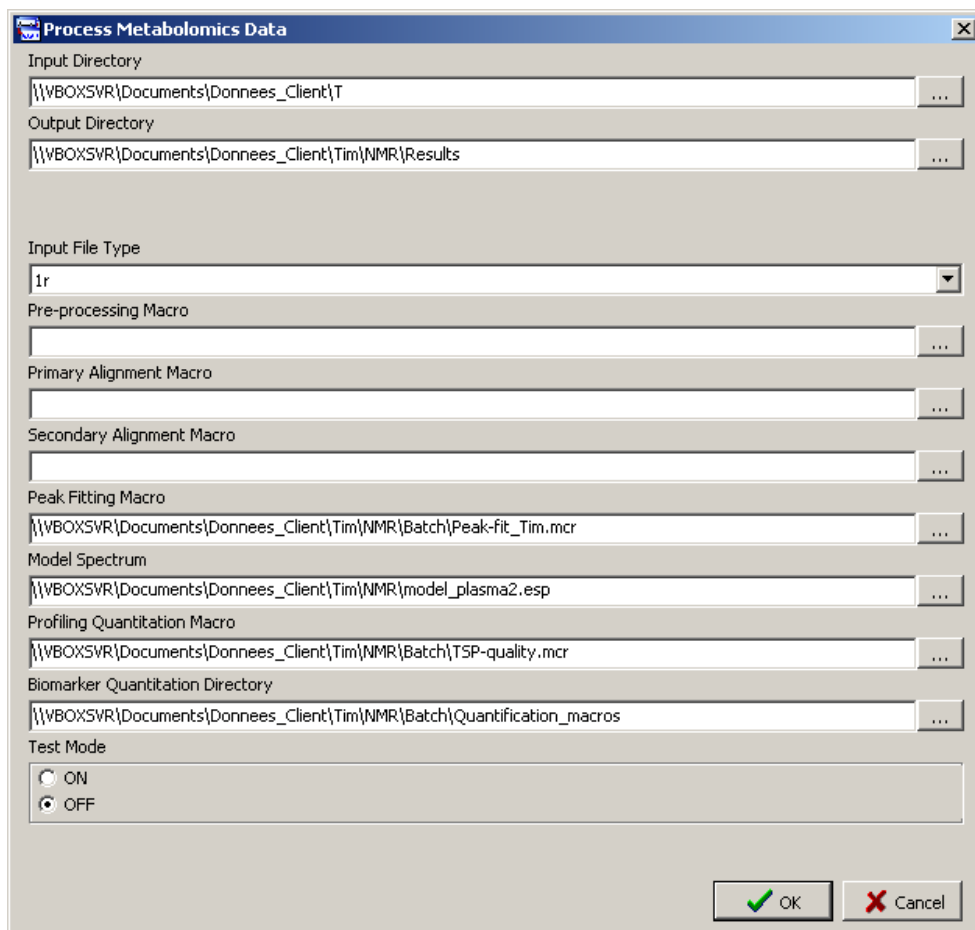 Process Metabolomics Data
Input Directory
\\VBOXSVR\Documents\Donnees_Client\T
...
Output Directory
\\VBOXSVR\Documents\Donnees_Client\Tim\NMR\Results
...
Input File Type
1r
Pre-processing Macro
...
Primary Alignment Macro
...
Secondary Alignment Macro
...
Peak Fitting Macro
\\VBOXSVR\Documents\Donnees_Client\Tim\NMR\Batch\Peak-fit_Tim.mcr
...
Model Spectrum
\\VBOXSVR\Documents\Donnees_Client\Tim\NMR\model_plasma2.esp
...
Profiling Quantitation Macro
\\VBOXSVR\Documents\Donnees_Client\Tim\NMR\Batch\TSP-quality.mcr
...
Biomarker Quantitation Directory
\\VBOXSVR\Documents\Donnees_Client\Tim\NMR\Batch\Quantification_macros
...
Test Mode
ON
OFF
OK Cancel